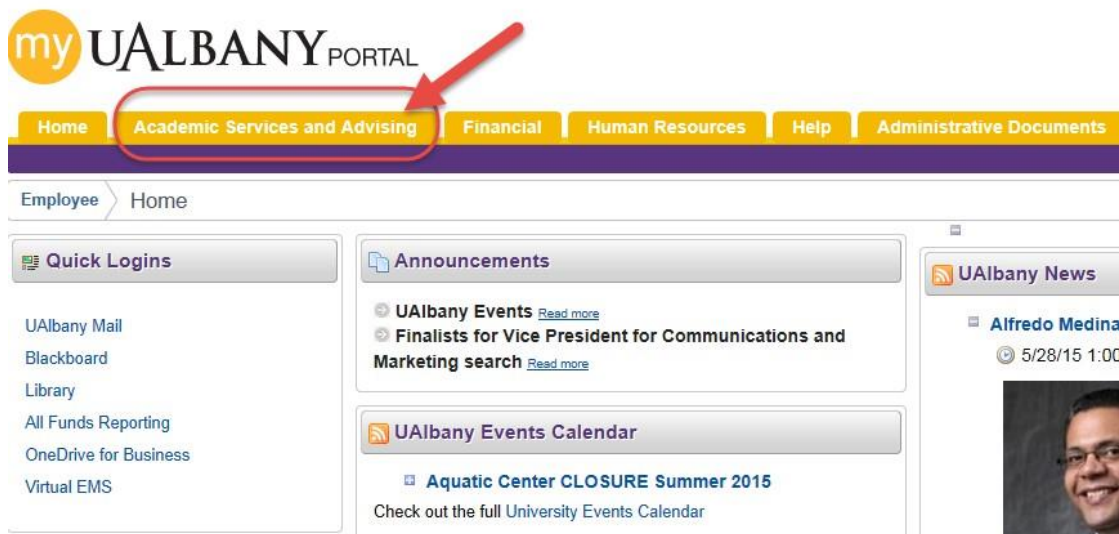 my UALBANY PORTAL
Home Academic Services and Advising Financial Human Resources Help Administrative Documents
Employee Home
Quick Logins
UAlbany Mail
Blackboard
Library
All Funds Reporting
OneDrive for Business
Virtual EMS
Announcements
UAlbany Events Read more
Finalists for Vice President for Communications and
Marketing search Read more
UAlbany Events Calendar
Aquatic Center CLOSURE Summer 2015
Check out the full University Events Calendar
UAlbany News
Alfredo Medina
5/28/15 1:00